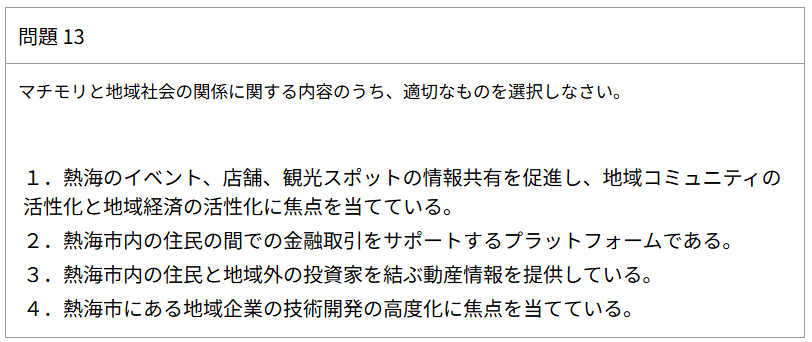 問題 13
マチモリと地域社会の関係に関する内容のうち、適切なものを選択しなさい。
１．熱海のイベント、店舗、観光スポットの情報共有を促進し、地域コミュニティの
活性化と地域経済の活性化に焦点を当てている。
２．熱海市内の住民の間での金融取引をサポートするプラットフォームである。
３．熱海市内の住民と地域外の投資家を結ぶ動産情報を提供している。
４．熱海市にある地域企業の技術開発の高度化に焦点を当てている。